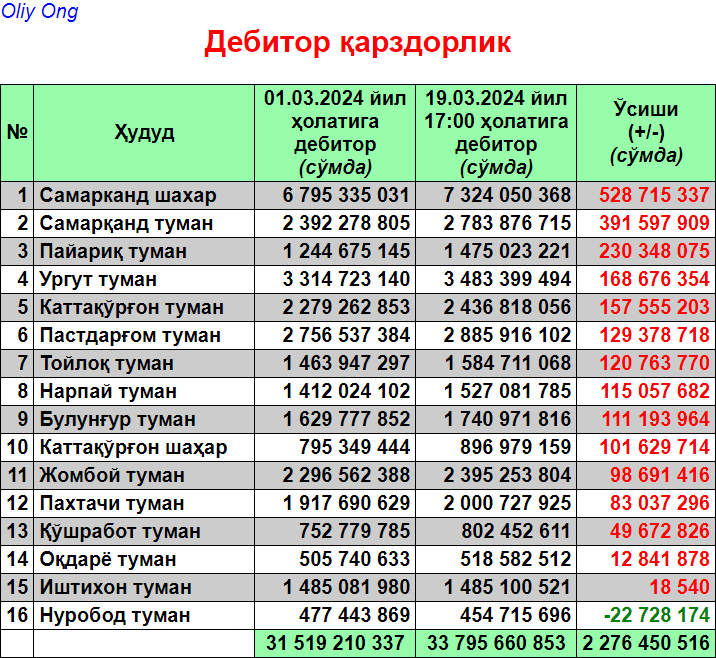 Oliy Ong
Дебитор қарздорлик
№ Ҳудуд 01.03.2024 йил ҳолатига дебитор (сўмда) 19.03.2024 йил 17:00 ҳолатига дебитор (сўмда) Ўсиши (+/-) (сўмда)
1 Самарканд шахар 6 795 335 031 7 324 050 368 528 715 337
2 Самарқанд туман 2 392 278 805 2 783 876 715 391 597 909
3 Пайариқ туман 1 244 675 145 1 475 023 221 230 348 075
4 Ургут туман 3 314 723 140 3 483 399 494 168 676 354
5 Каттақўрғон туман 2 279 262 853 2 436 818 056 157 555 203
6 Пастдарғом туман 2 756 537 384 2 885 916 102 129 378 718
7 Тойлоқ туман 1 463 947 297 1 584 711 068 120 763 770
8 Нарпай туман 1 412 024 102 1 527 081 785 115 057 682
9 Булунғур туман 1 629 777 852 1 740 971 816 111 193 964
10 Каттақўрғон шаҳар 795 349 444 896 979 159 101 629 714
11 Жомбой туман 2 296 562 388 2 395 253 804 98 691 416
12 Пахтачи туман 1 917 690 629 2 000 727 925 83 037 296
13 Қўшработ туман 752 779 785 802 452 611 49 672 826
14 Оқдарё туман 505 740 633 518 582 512 12 841 878
15 Иштихон туман 1 485 081 980 1 485 100 521 18 540
16 Нуробод туман 477 443 869 454 715 696 -22 728 174
31 519 210 337 33 795 660 853 2 276 450 516